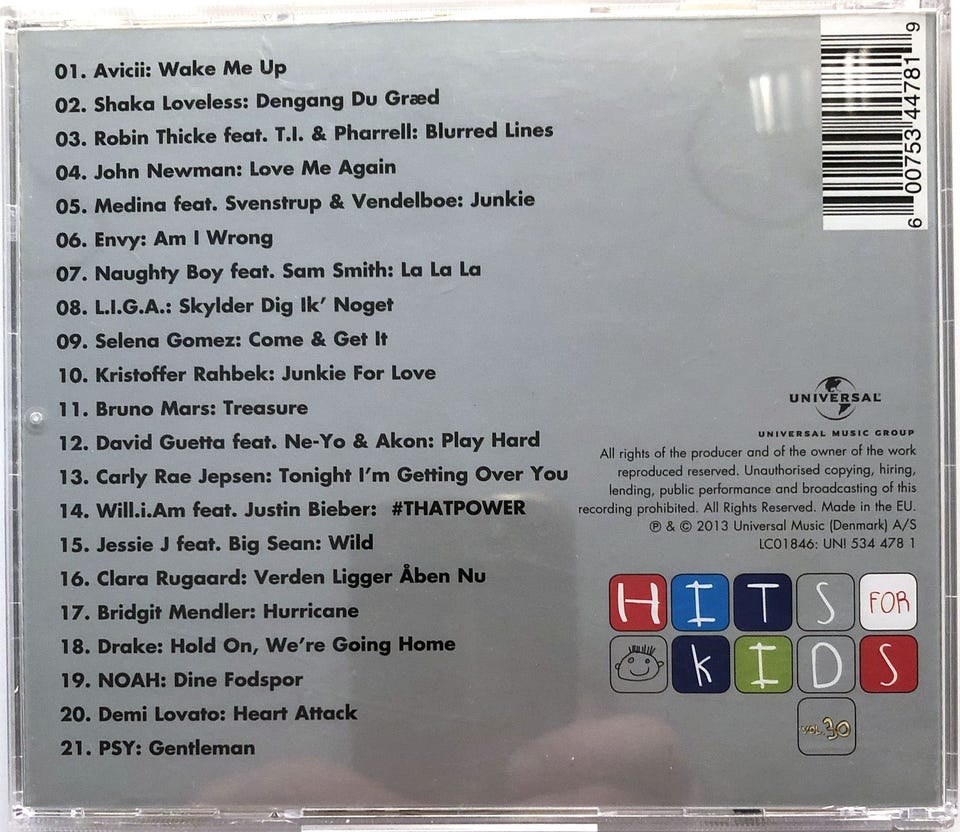 01. Avicii: Wake Me Up
02. Shaka Loveless: Dengang Du Græd
03. Robin Thicke feat. T.I. & Pharrell: Blurred Lines
04. John Newman: Love Me Again
05. Medina feat. Svenstrup & Vendelboe: Junkie
06. Envy: Am I Wrong
07. Naughty Boy feat. Sam Smith: La La La
08. L.I.G.A.: Skylder Dig Ik’ Noget
09. Selena Gomez: Come & Get It
10. Kristoffer Rahbek: Junkie For Love
11. Bruno Mars: Treasure
12. David Guetta feat. Ne-Yo & Akon: Play Hard
13. Carly Rae Jepsen: Tonight I’m Getting Over You
14. Will.i.Am feat. Justin Bieber: #THATPOWER
15. Jessie J feat. Big Sean: Wild
16. Clara Rugaard: Verden Ligger Åben Nu
17. Bridgit Mendler: Hurricane
18. Drake: Hold On, We’re Going Home
19. NOAH: Dine Fodspor
20. Demi Lovato: Heart Attack
21. PSY: Gentleman
6 00753 44781 9
UNIVERSAL
UNIVERSAL MUSIC GROUP
All rights of the producer and of the owner of the work
reproduced reserved. Unauthorised copying, hiring,
lending, public performance and broadcasting of this
recording prohibited. All Rights Reserved. Made in the EU.
℗ & © 2013 Universal Music (Denmark) A/S
LC01846: UNI 534 478 1
HITS FOR
KIDS
VOL. 30